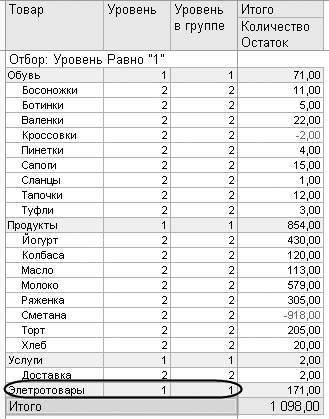 Товар Уровень Уровень в группе Итого
Количество Остаток
Отбор: Уровень Равно "1"
Обувь 1 1 71,00
Босоножки 2 2 11,00
Ботинки 2 2 5,00
Валенки 2 2 22,00
Кроссовки 2 2 -2,00
Пинетки 2 2 4,00
Сапоги 2 2 15,00
Сланцы 2 2 1,00
Тапочки 2 2 12,00
Туфли 2 2 3,00
Продукты 1 1 854,00
Йогурт 2 2 430,00
Колбаса 2 2 120,00
Масло 2 2 113,00
Молоко 2 2 579,00
Ряженка 2 2 305,00
Сметана 2 2 -918,00
Торт 2 2 205,00
Хлеб 2 2 20,00
Услуги 1 1 2,00
Доставка 2 2 2,00
Элетротовары 1 1 171,00
Итого 1 098,00